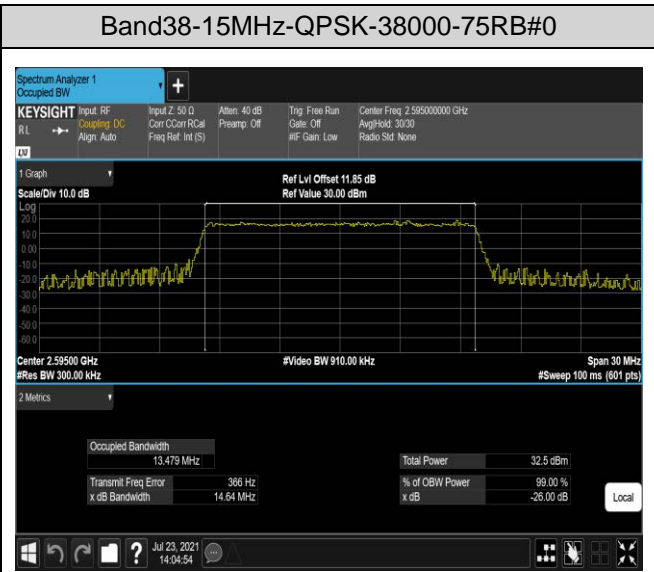 Band38-15MHz-QPSK-38000-75RB#0
Spectrum Analyzer 1
Occupied BW
+
KEYSIGHT Input: RF Input Z: 50 Ω Atten: 40 dB Trig: Free Run Center Freq: 2.595000000 GHz
RL Coupling: DC Corr CCorr RCal Preamp: Off Gate: Off Avg|Hold: 30/30
Align: Auto Freq Ref: Int (S) #IF Gain: Low Radio Std: None
LXI
1 Graph Ref Lvl Offset 11.85 dB
Scale/Div 10.0 dB Ref Value 30.00 dBm
Log
20.0
10.0
0.00
-10.0
-20.0
-30.0
-40.0
-50.0
-60.0
Center 2.59500 GHz #Video BW 910.00 kHz Span 30 MHz
#Res BW 300.00 kHz #Sweep 100 ms (601 pts)
2 Metrics
Occupied Bandwidth
13.479 MHz Total Power 32.5 dBm
Transmit Freq Error 366 Hz % of OBW Power 99.00 %
x dB Bandwidth 14.64 MHz x dB -26.00 dB
Local
? Jul 23, 2021
14:04:54